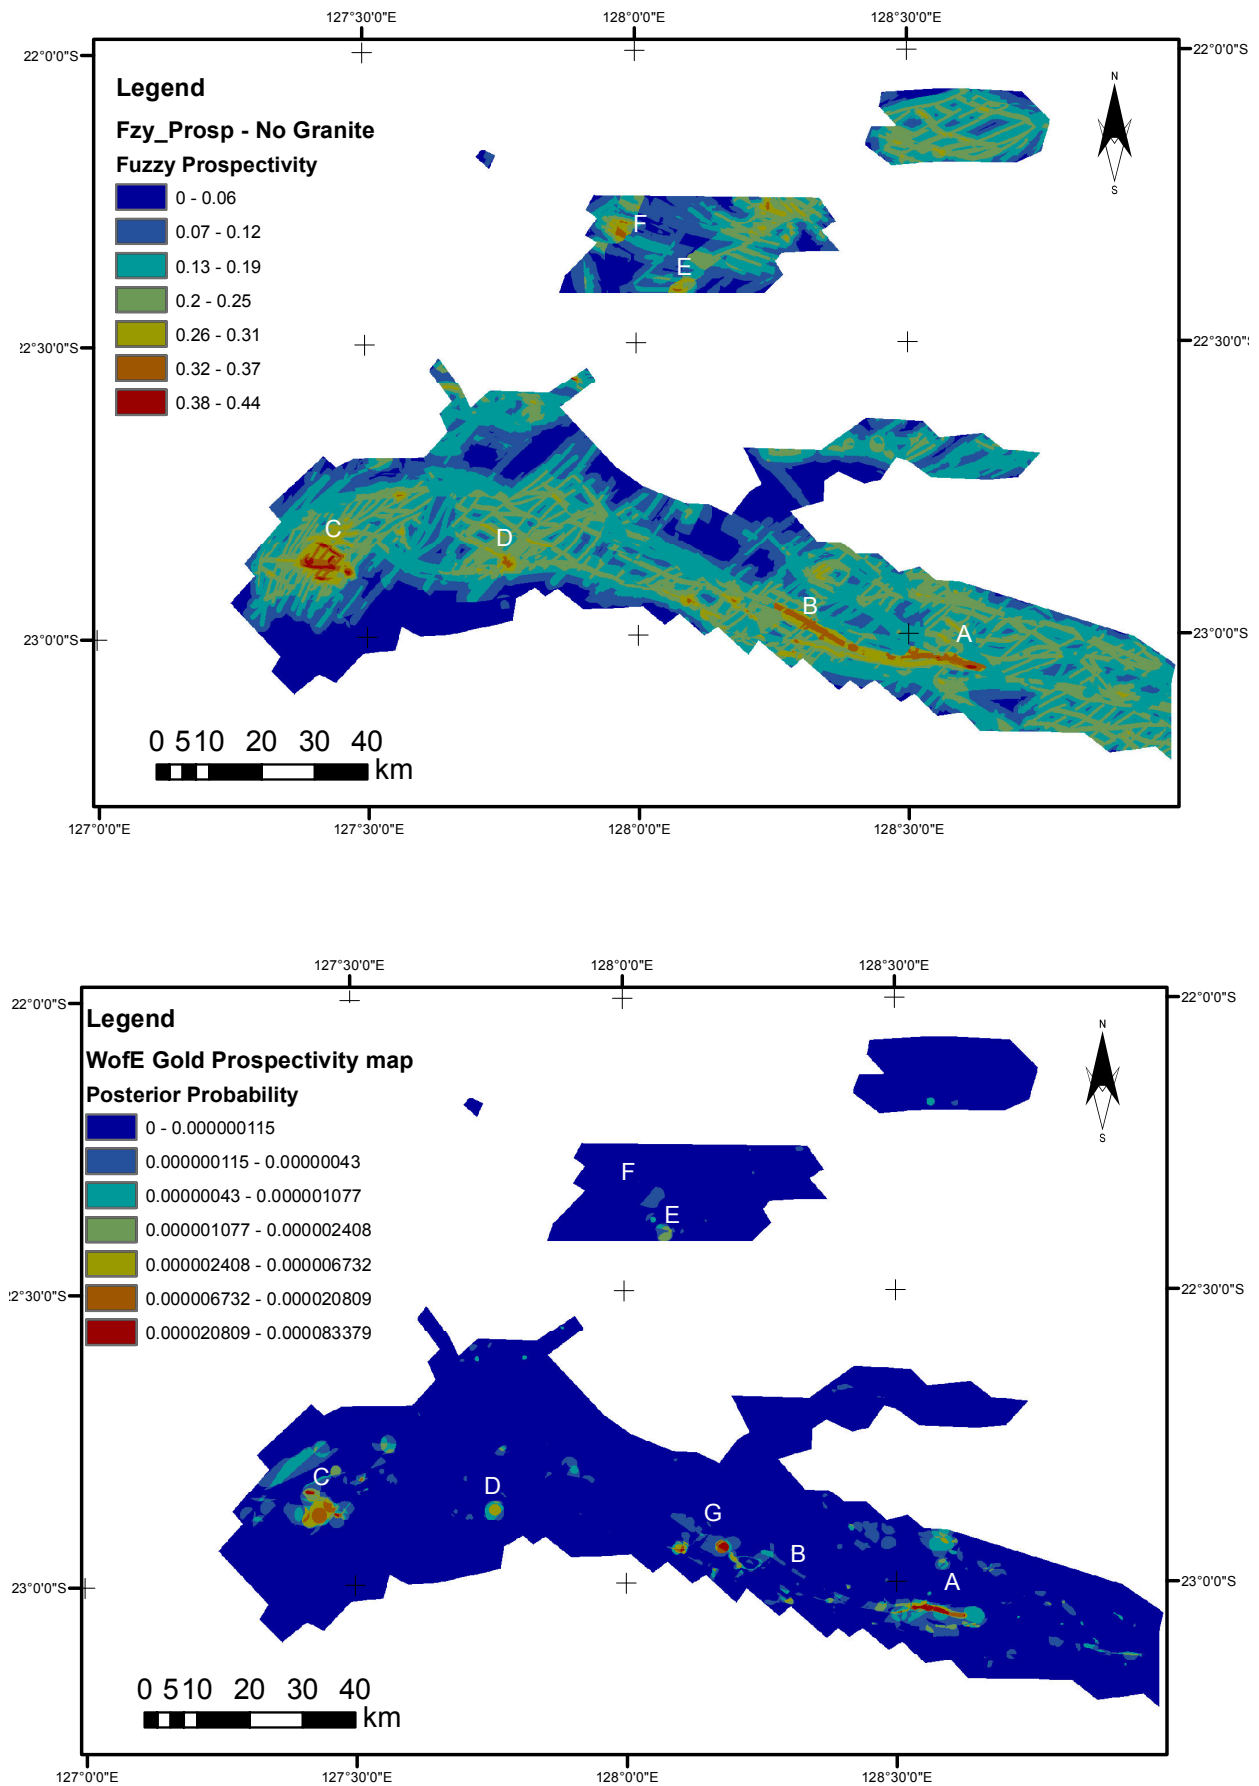 127°30'0"E 128°0'0"E 128°30'0"E
22°0'0"S 22°0'0"S
Legend
N
Fzy_Prosp - No Granite
Fuzzy Prospectivity
S
0 - 0.06
0.07 - 0.12
F
0.13 - 0.19
E
0.2 - 0.25
0.26 - 0.31
22°30'0"S 22°30'0"S
0.32 - 0.37
0.38 - 0.44
C
D
B
A
23°0'0"S 23°0'0"S
0 5 10 20 30 40
km
127°0'0"E 127°30'0"E 128°0'0"E 128°30'0"E
127°30'0"E 128°0'0"E 128°30'0"E
22°0'0"S 22°0'0"S
Legend
N
WofE Gold Prospectivity map
Posterior Probability
0 - 0.000000115
S
0.000000115 - 0.00000043
F
0.00000043 - 0.000001077
E
0.000001077 - 0.000002408
0.000002408 - 0.000006732
22°30'0"S 22°30'0"S
0.000006732 - 0.000020809
0.000020809 - 0.000083379
C
D
G
B
A
23°0'0"S 23°0'0"S
0 5 10 20 30 40
km
127°0'0"E 127°30'0"E 128°0'0"E 128°30'0"E